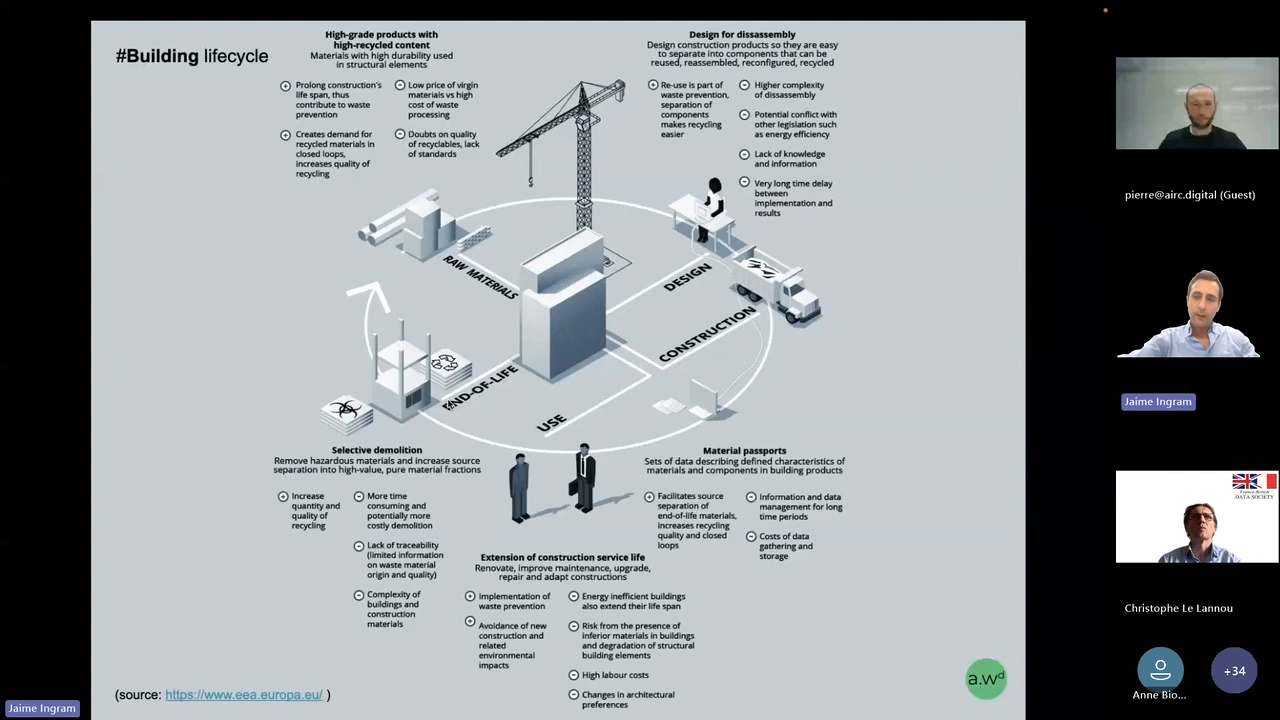 #Building lifecycle
High-grade products with
high-recycled content
Materials with high durability used
in structural elements
Prolong construction's
life span, thus
contribute to waste
prevention
Creates demand for
recycled materials in
closed loops,
increases quality of
recycling
Low price of virgin
materials vs high
cost of waste
processing
Doubts on quality
of recyclables, lack
of standards
Design for disassembly
Design construction products so they are easy
to separate into components that can be
reused, reassembled, reconfigured, recycled
Re-use is part of
waste prevention,
separation of
components
makes recycling
easier
Higher complexity
of disassembly
Potential conflict with
other legislation such
as energy efficiency
Lack of knowledge
and information
Very long time delay
between
implementation and
results
RAW MATERIALS
DESIGN
CONSTRUCTION
END-OF-LIFE
USE
Selective demolition
Remove hazardous materials and increase source
separation into high-value, pure material fractions
Increase
quantity and
quality of
recycling
More time
consuming and
potentially more
costly demolition
Lack of traceability
(limited information
on waste material
origin and quality)
Complexity of
buildings and
construction
materials
Material passports
Sets of data describing defined characteristics of
materials and components in building products
Facilitates source
separation of
end-of-life materials,
increases recycling
quality and closed
loops
Information and data
management for long
time periods
Costs of data
gathering and
storage
Extension of construction service life
Renovate, improve maintenance, upgrade,
repair and adapt constructions
Implementation of
waste prevention
Avoidance of new
construction and
related
environmental
impacts
Energy inefficient buildings
also extend their life span
Risk from the presence of
inferior materials in buildings
and degradation of structural
building elements
High labour costs
Changes in architectural
preferences
(source: https://www.eea.europa.eu/ )
a.wd
Jaime Ingram
pierre@airc.digital (Guest)
Jaime Ingram
Franco-British
DATA SOCIETY
Christophe Le Lannou
Anne Bio...
+34